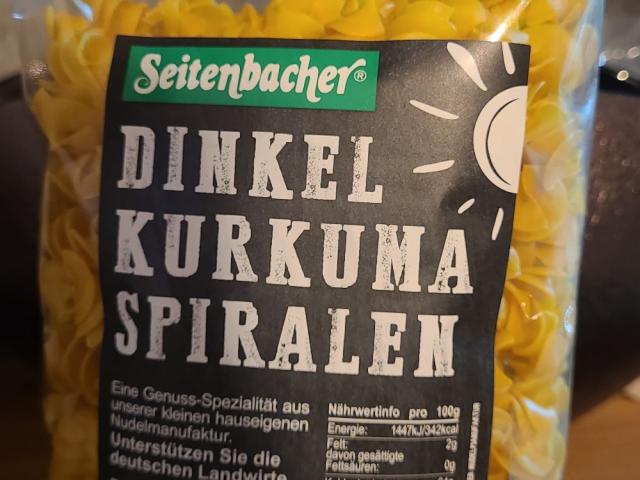 Seitenbacher®
DINKEL
KURKUMA
SPIRALEN
Eine Genuss-Spezialität aus
unserer kleinen hauseigenen
Nudelmanufaktur.
Unterstützen Sie die
deutschen Landwirte
Nährwertinfo pro 100g
Energie: 1447kJ/342kcal
Fett: 2g
davon gesättigte
Fettsäuren: 0g